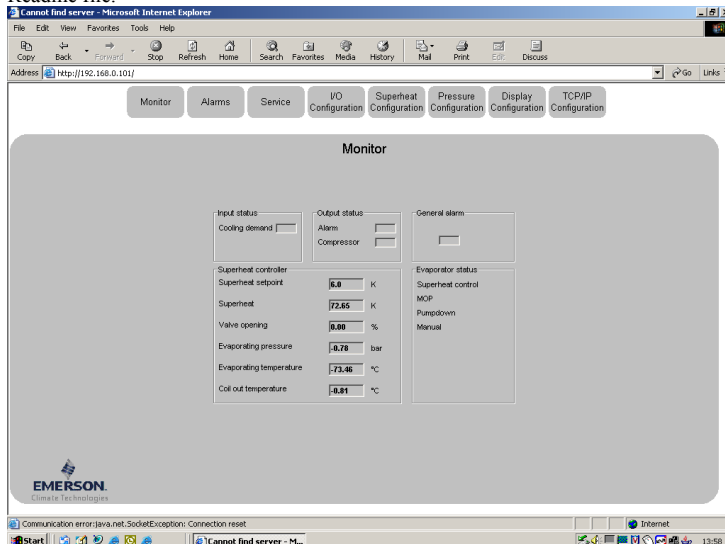 Readme file.
Cannot find server - Microsoft Internet Explorer
File Edit View Favorites Tools Help
Copy Back Forward Stop Refresh Home Search Favorites Media History Mail Print Edit Discuss
Address http://192.168.0.101/ Go Links
Monitor Alarms Service I/O Configuration Superheat Configuration Pressure Configuration Display Configuration TCP/IP Configuration
Monitor
Input status Output status General alarm
Cooling demand Alarm
Compressor
Superheat controller Evaporator status
Superheat setpoint 6.0 K Superheat control
MOP
Superheat 72.65 K
Pumpdown
Valve opening 0.00 % Manual
Evaporating pressure -0.78 bar
Evaporating temperature -73.46 °C
Coil out temperature -0.81 °C
EMERSON.
Climate Technologies
Communication error:java.net.SocketException: Connection reset Internet
Start Cannot find server - M... 13:58